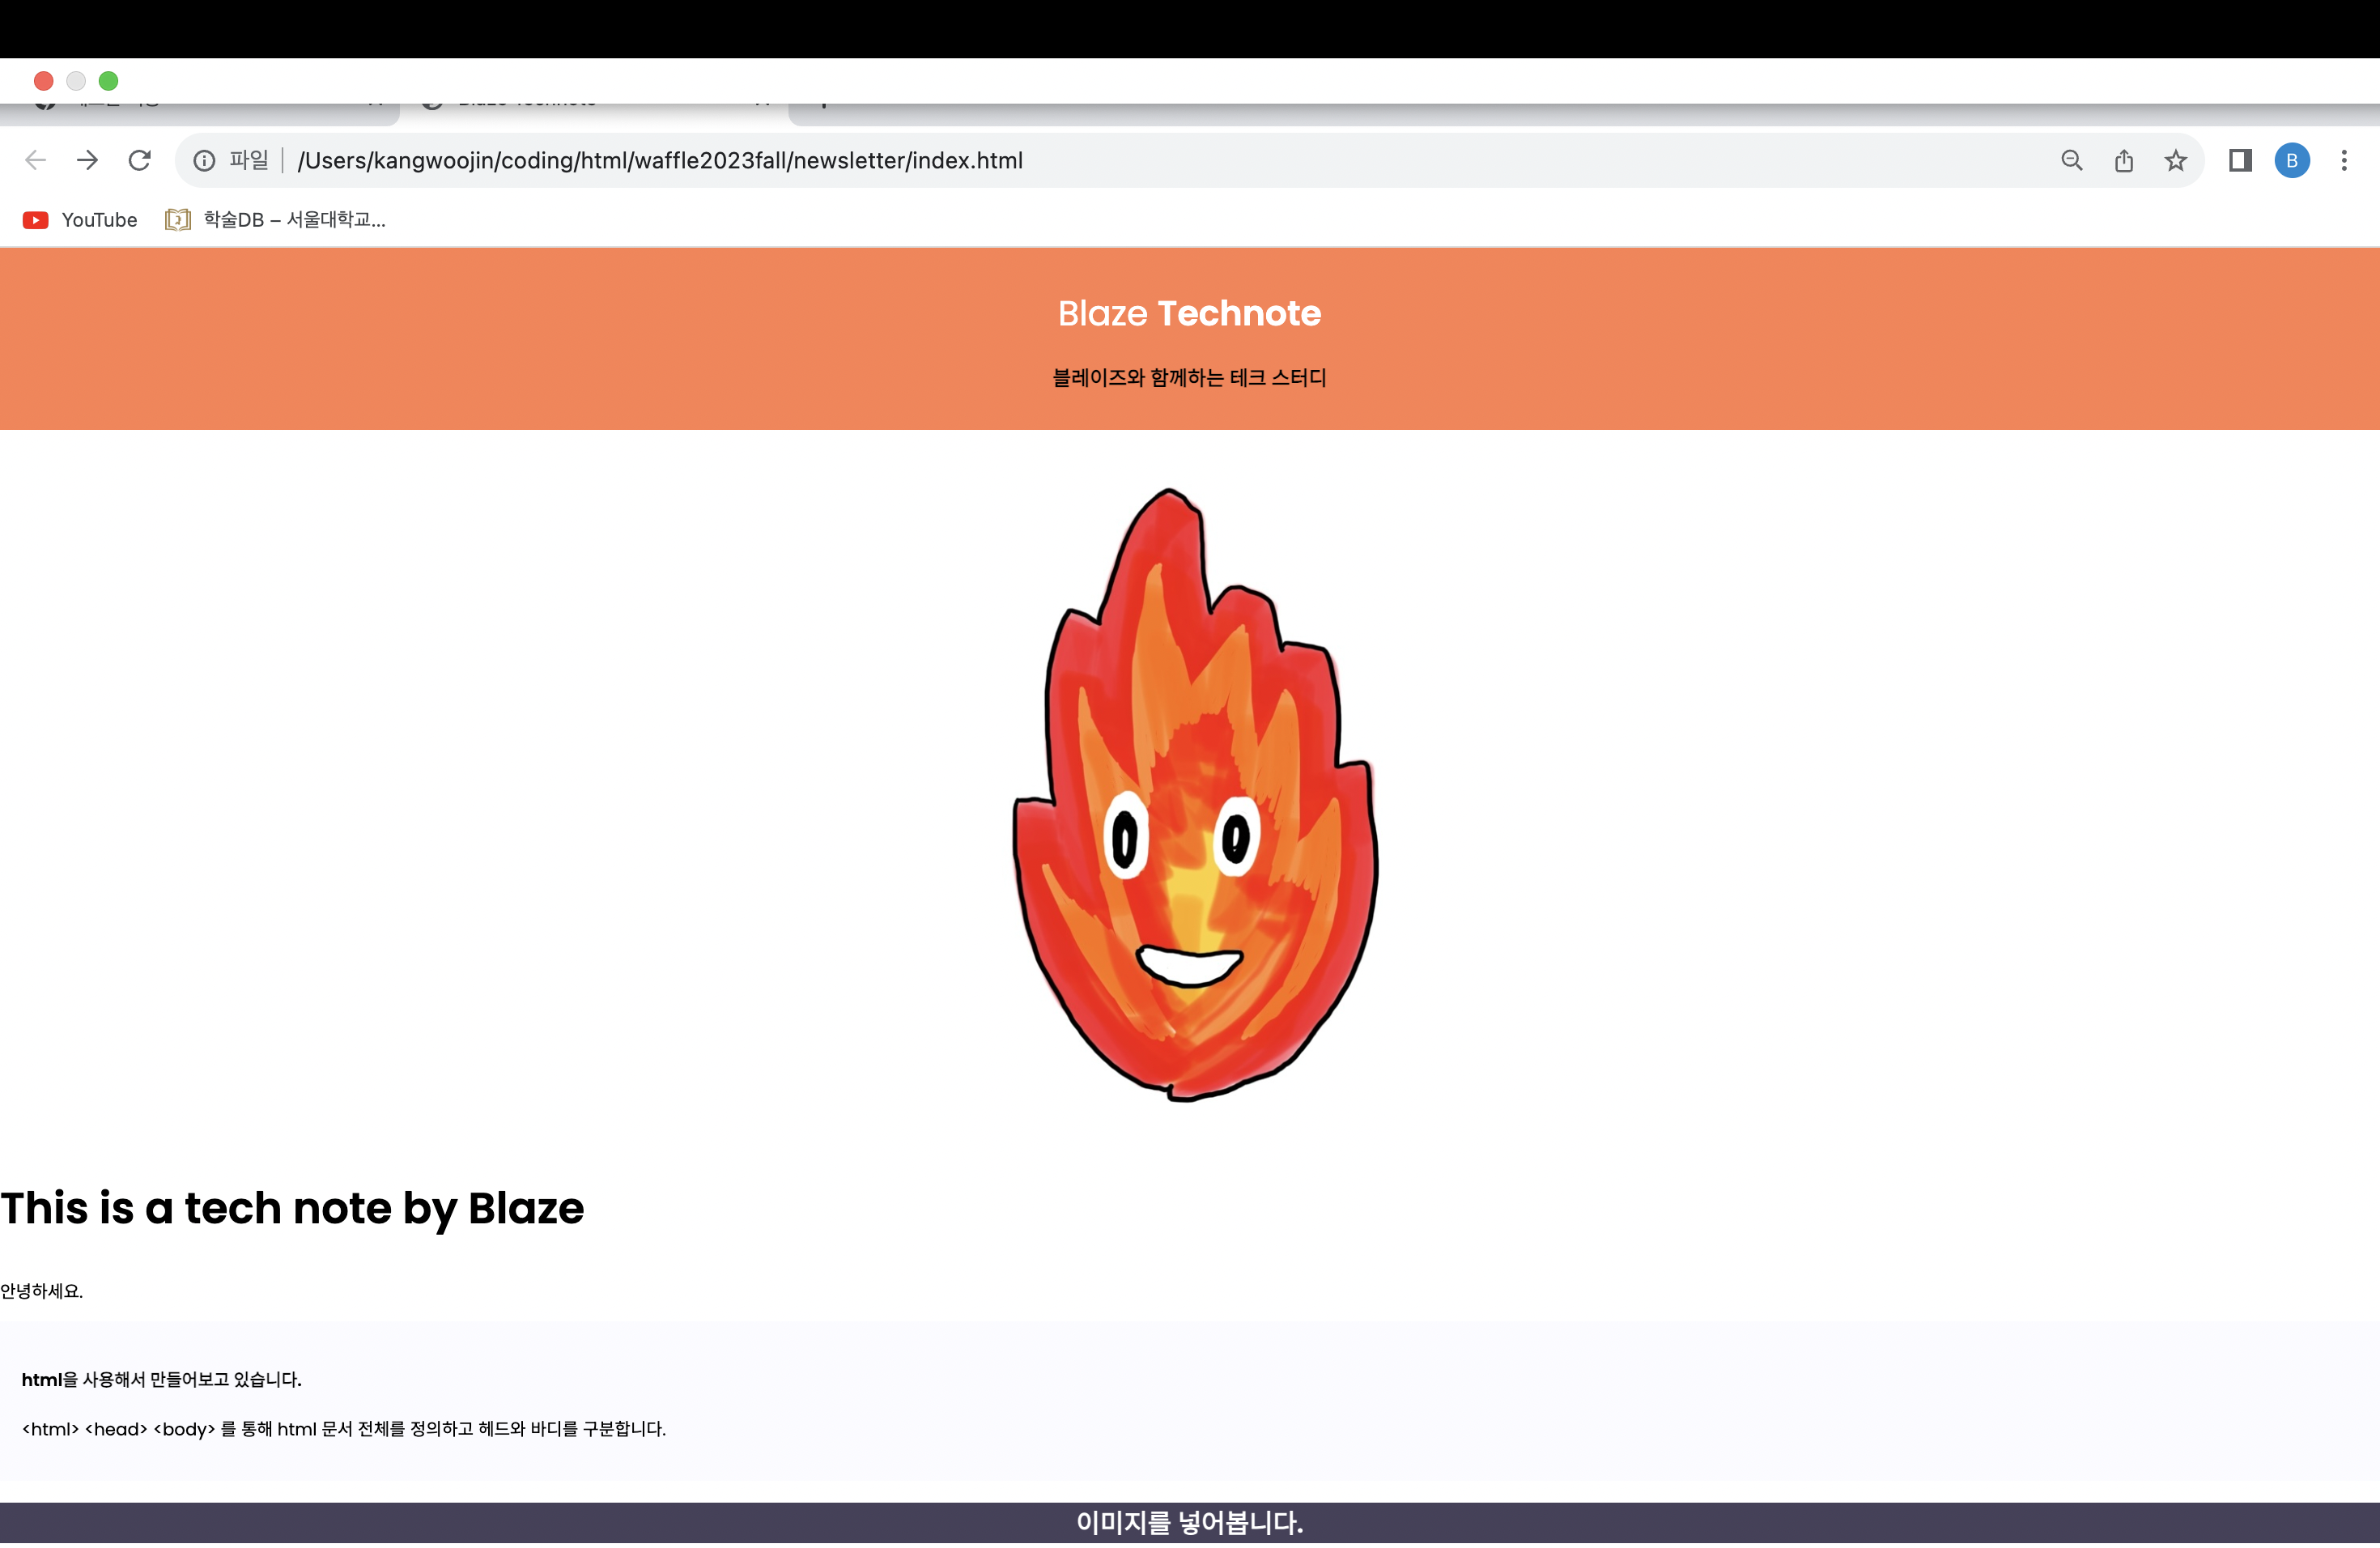 파일 /Users/kangwoojin/coding/html/waffle2023fall/newsletter/index.html
B
YouTube 학술DB – 서울대학교...
Blaze Technote
블레이즈와 함께하는 테크 스터디
This is a tech note by Blaze
안녕하세요.
html을 사용해서 만들어보고 있습니다.
<html> <head> <body> 를 통해 html 문서 전체를 정의하고 헤드와 바디를 구분합니다.
이미지를 넣어봅니다.